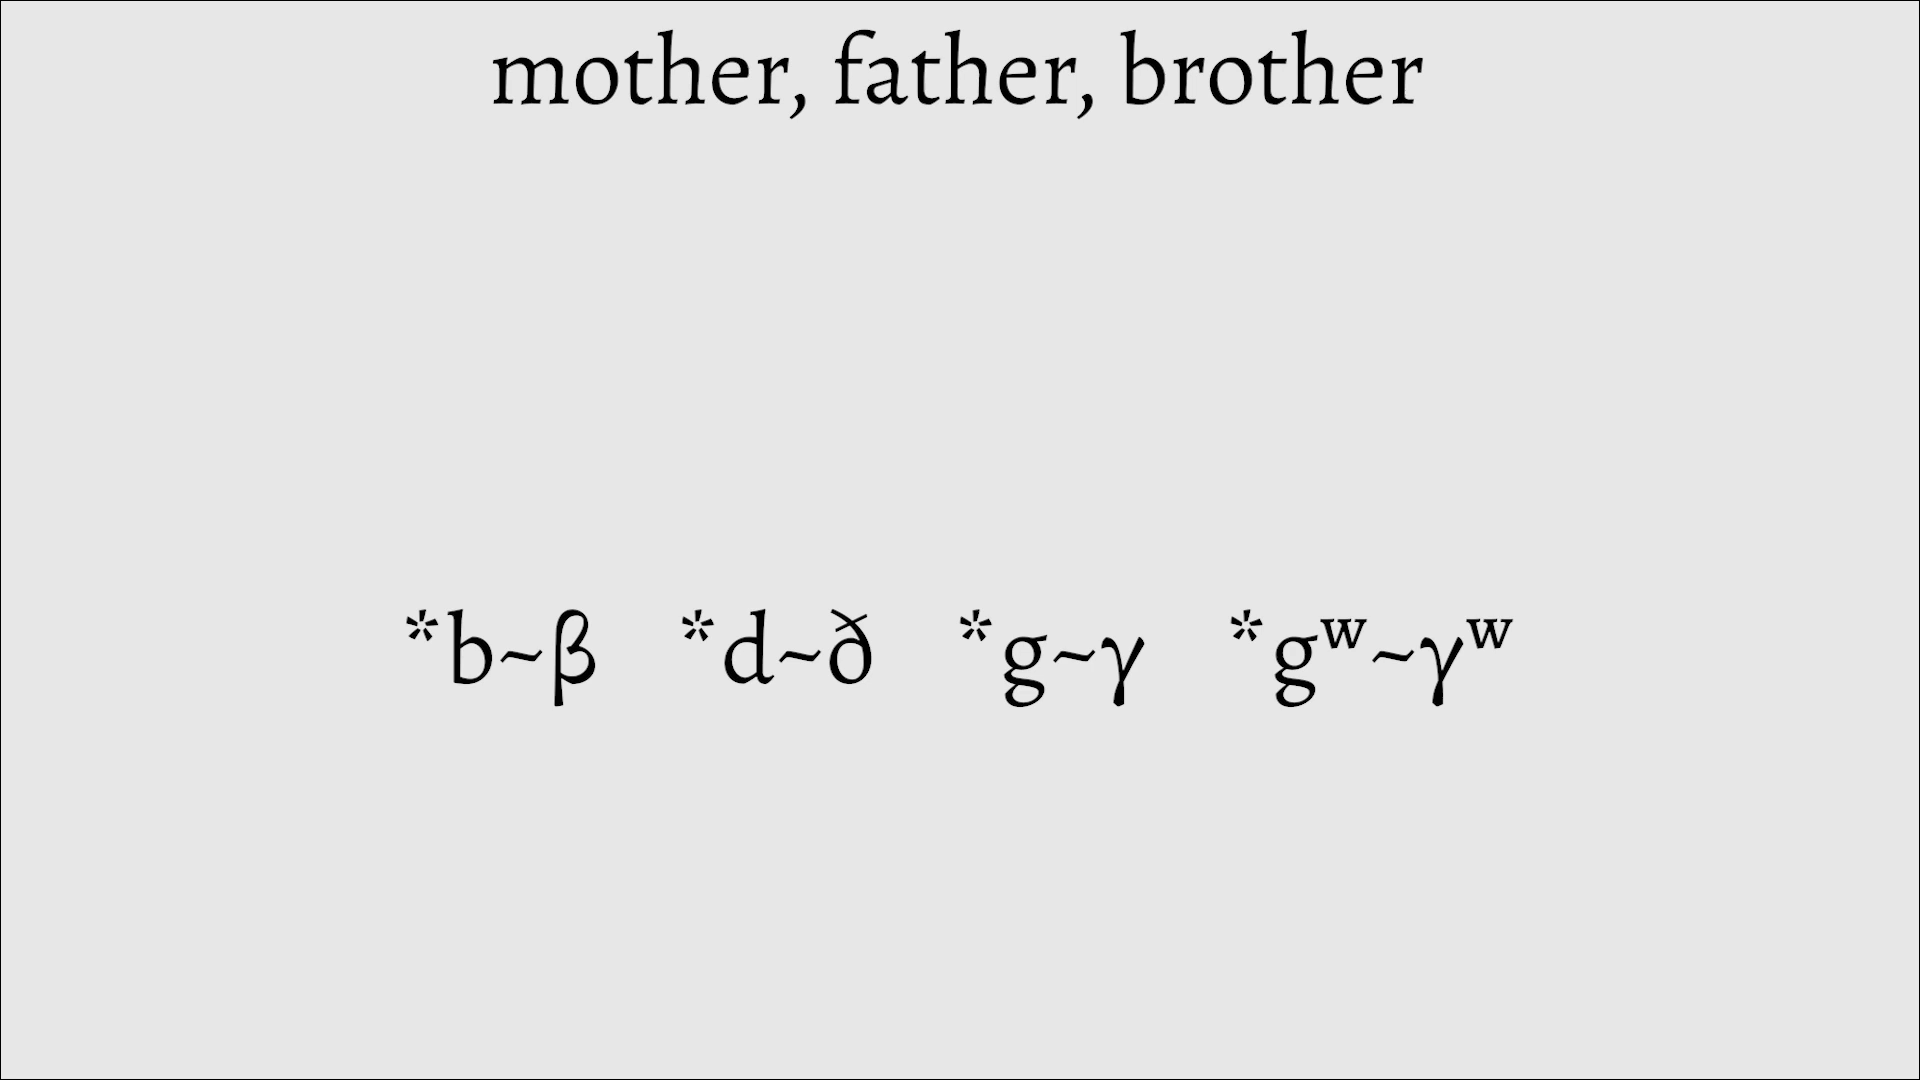 mother, father, brother
*b~β *d~ð *g~γ *gʷ~γʷ